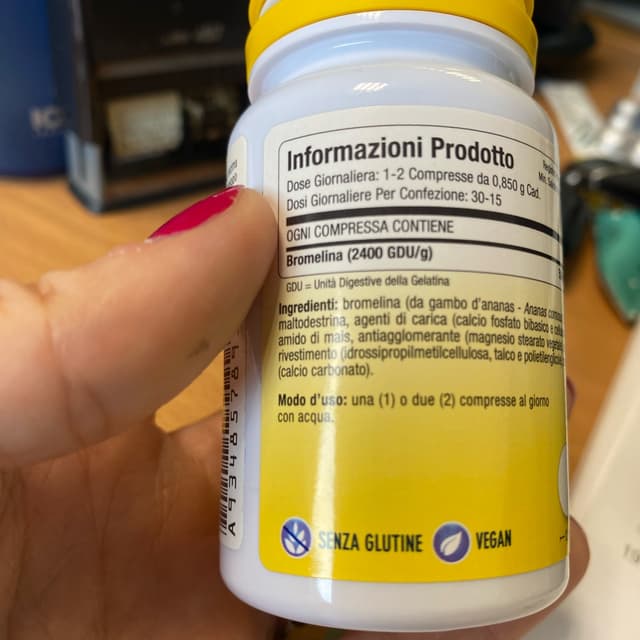 Informazioni Prodotto
Dose Giornaliera: 1-2 Compresse da 0,850 g Cad.
Dosi Giornaliere Per Confezione: 30-15
OGNI COMPRESSA CONTIENE
Bromelina (2400 GDU/g)
GDU = Unità Digestive della Gelatina
Ingredienti: bromelina (da gambo d'ananas - Ananas
maltodestrina, agenti di carica (calcio fosfato bibasico e
amido di mais, antiagglomerante (magnesio stearato
rivestimento (idrossipropilmetilcellulosa, talco e
(calcio carbonato).
Modo d'uso: una (1) o due (2) compresse al giorno
con acqua.
SENZA GLUTINE
VEGAN